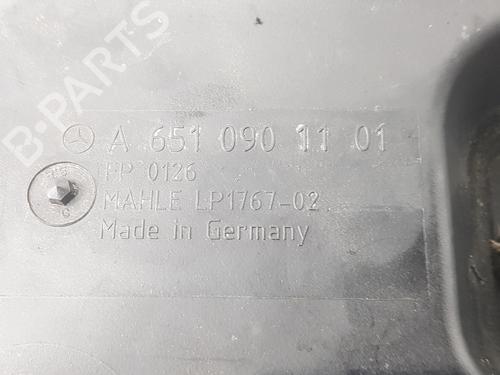 B-PARTS
A 651 090 11 01
PP 0126
MAHLE LP1767-02
Made in Germany